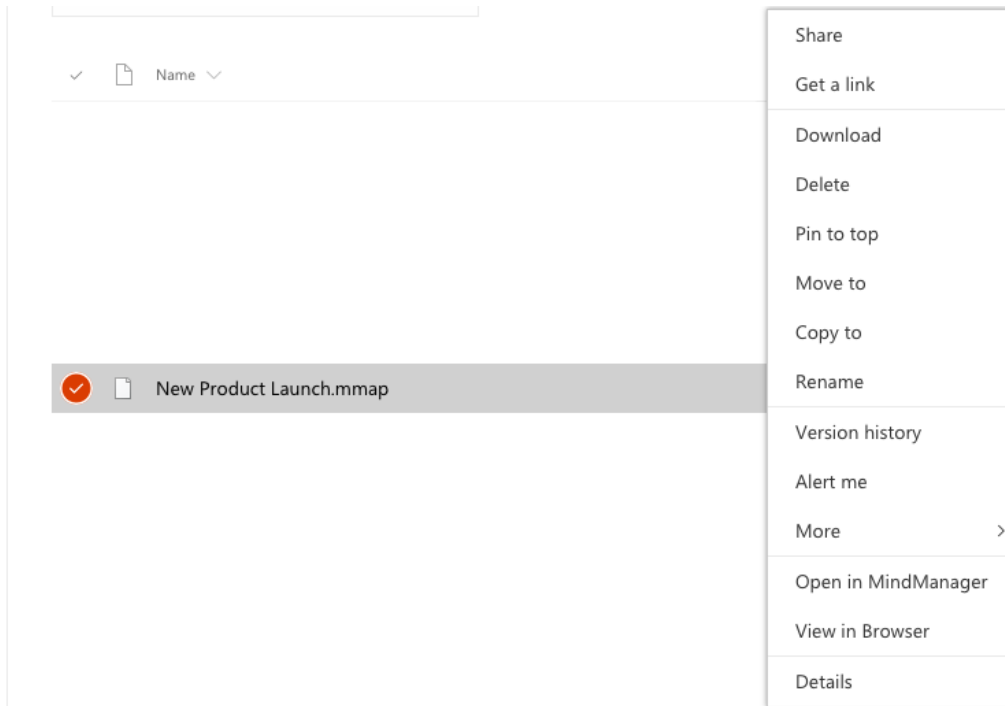 Name
New Product Launch.mmap
Share
Get a link
Download
Delete
Pin to top
Move to
Copy to
Rename
Version history
Alert me
More
Open in MindManager
View in Browser
Details